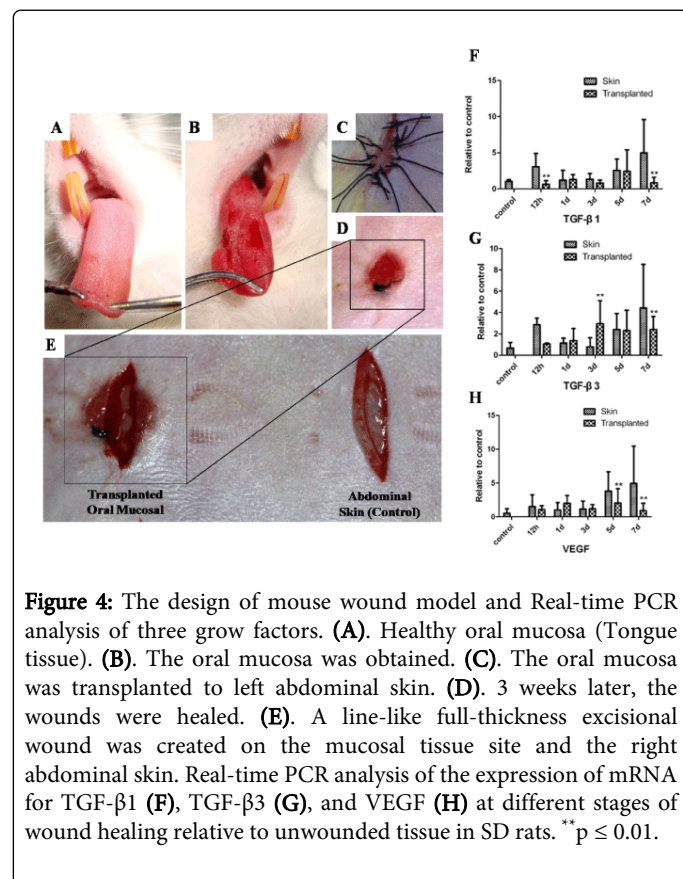 F
Skin
Transplanted
Relative to control
15
10
5
0
control
12h
1d
3d
5d
7d
**
**
TGF-β 1
A
B
C
D
E
Transplanted
Oral Mucosal
Abdominal
Skin (Control)
G
Skin
Transplanted
Relative to control
10
8
6
4
2
0
control
12h
1d
3d
5d
7d
**
**
TGF-β 3
H
Skin
Transplanted
Relative to control
15
10
5
0
control
12h
1d
3d
5d
7d
**
**
VEGF
Figure 4: The design of mouse wound model and Real-time PCR
analysis of three grow factors. (A). Healthy oral mucosa (Tongue
tissue). (B). The oral mucosa was obtained. (C). The oral mucosa
was transplanted to left abdominal skin. (D). 3 weeks later, the
wounds were healed. (E). A line-like full-thickness excisional
wound was created on the mucosal tissue site and the right
abdominal skin. Real-time PCR analysis of the expression of mRNA
for TGF-β1 (F), TGF-β3 (G), and VEGF (H) at different stages of
wound healing relative to unwounded tissue in SD rats. **p ≤ 0.01.